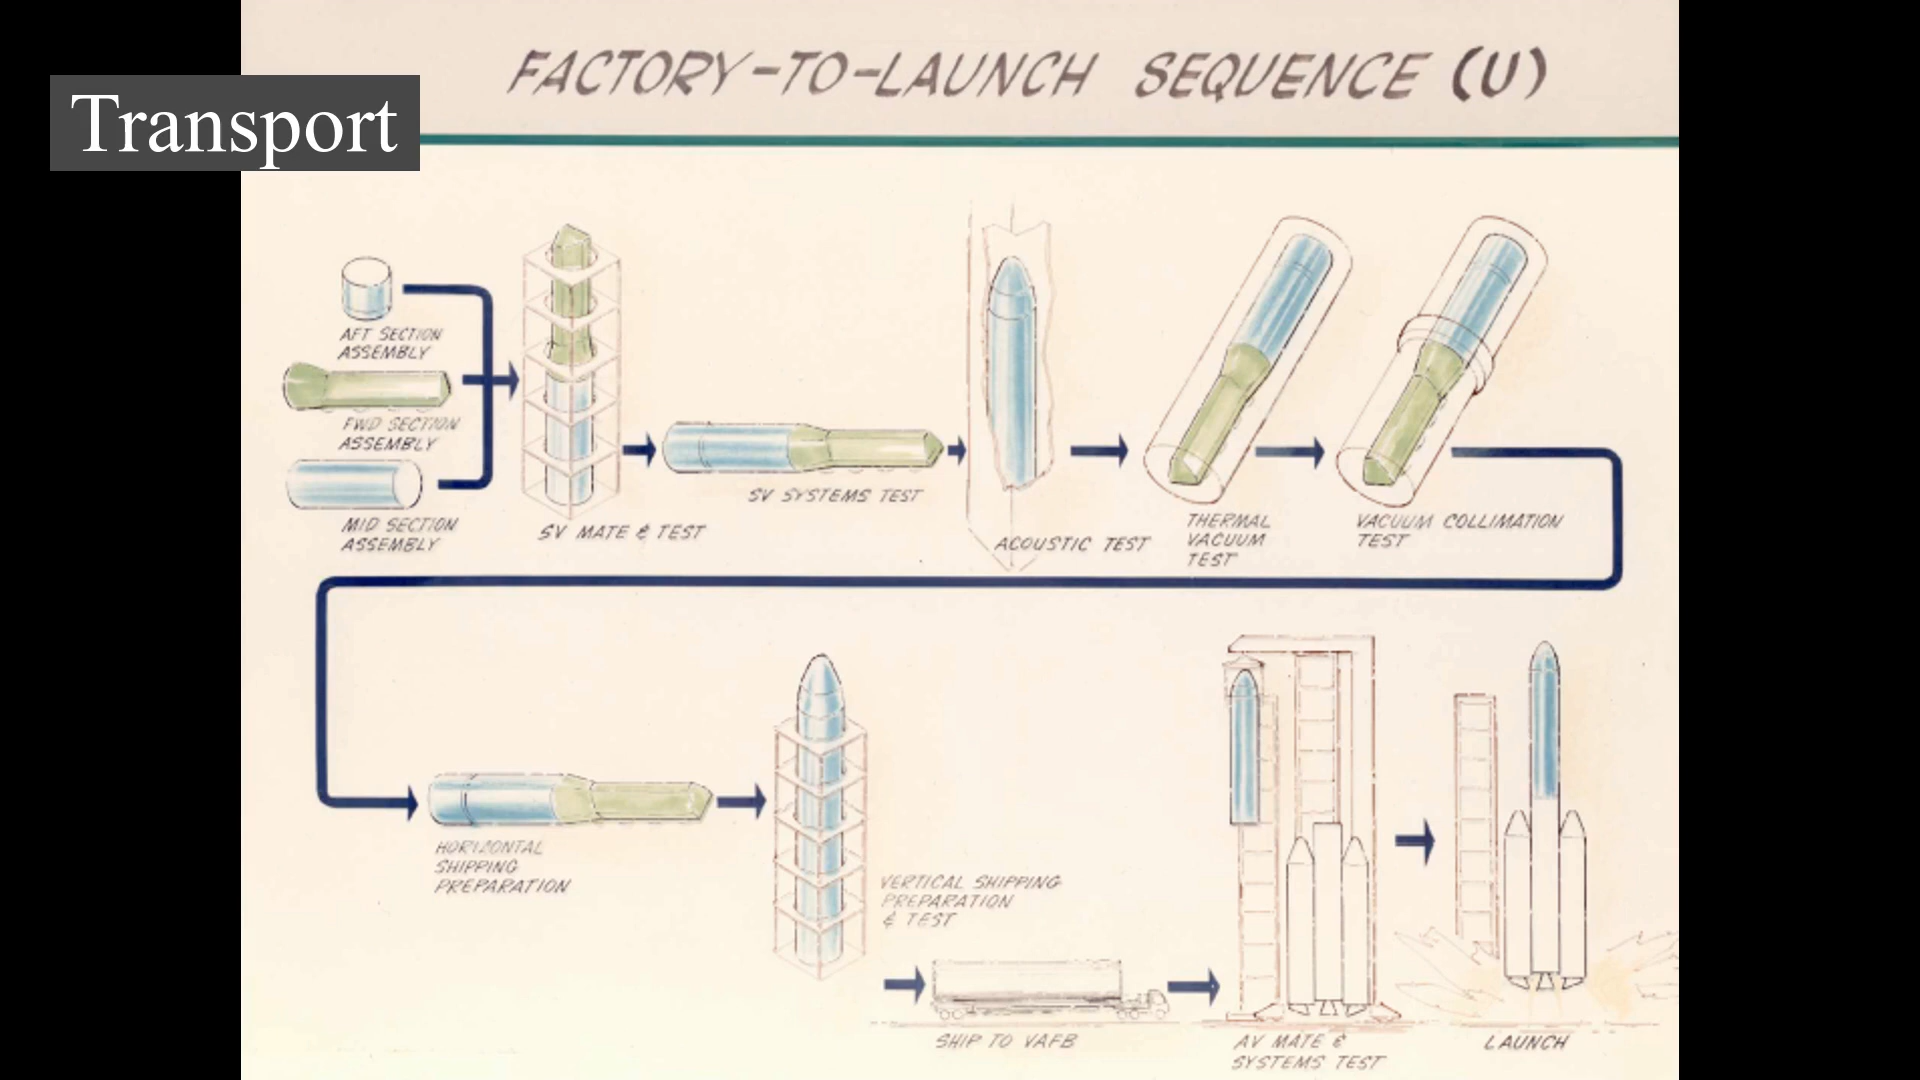 FACTORY-TO-LAUNCH SEQUENCE (U)
Transport
AFT SECTION
ASSEMBLY
FWD SECTION
ASSEMBLY
MID SECTION
ASSEMBLY
SV MATE & TEST
SV SYSTEMS TEST
ACOUSTIC TEST
THERMAL
VACUUM
TEST
VACUUM COLLIMATION
TEST
HORIZONTAL
SHIPPING
PREPARATION
VERTICAL SHIPPING
PREPARATION
& TEST
SHIP TO VAFB
AV MATE &
SYSTEMS TEST
LAUNCH